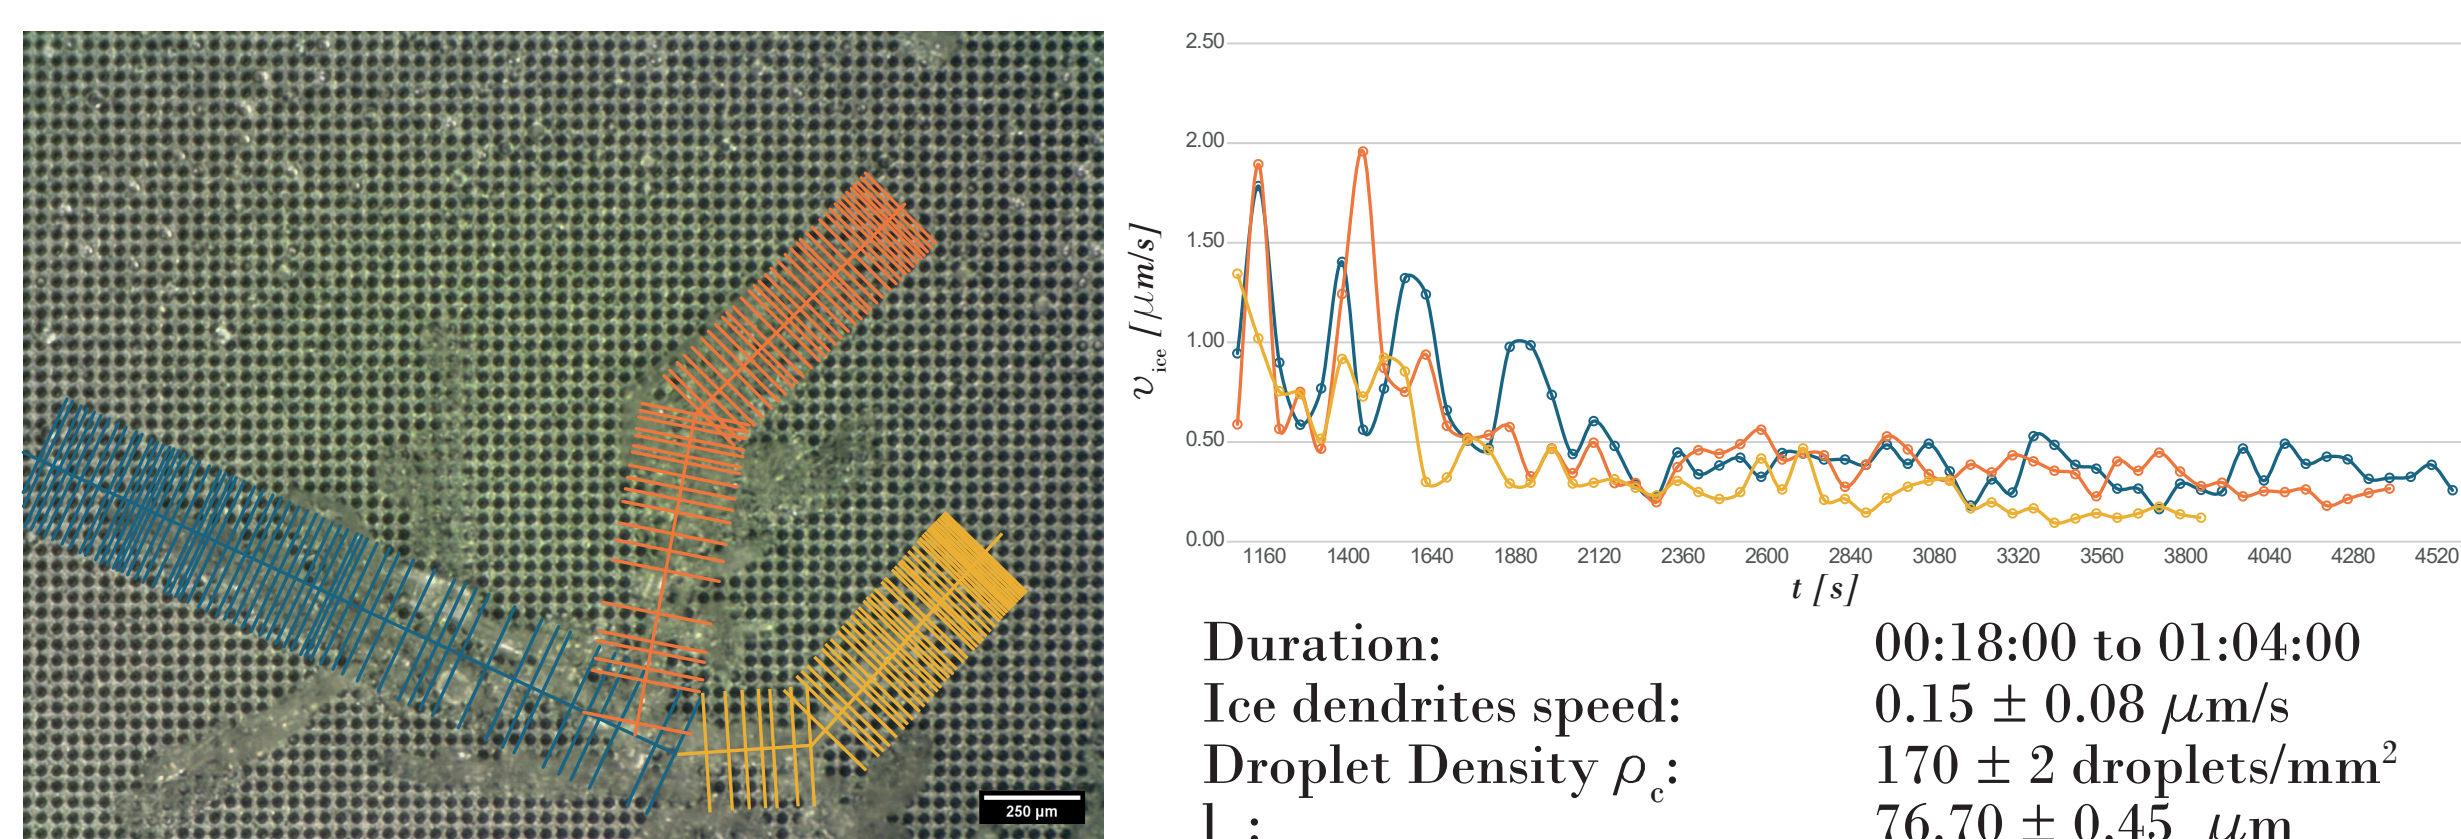 250 µm
2.50
2.00
1.50
1.00
0.50
0.00
v ice [μm/s]
1160 1400 1640 1880 2120 2360 2600 2840 3080 3320 3560 3800 4040 4280 4520
t [s]
Duration: 00:18:00 to 01:04:00
Ice dendrites speed: 0.15 ± 0.08 μm/s
Droplet Density ρc: 170 ± 2 droplets/mm²
76.70 ± 0.45 μm